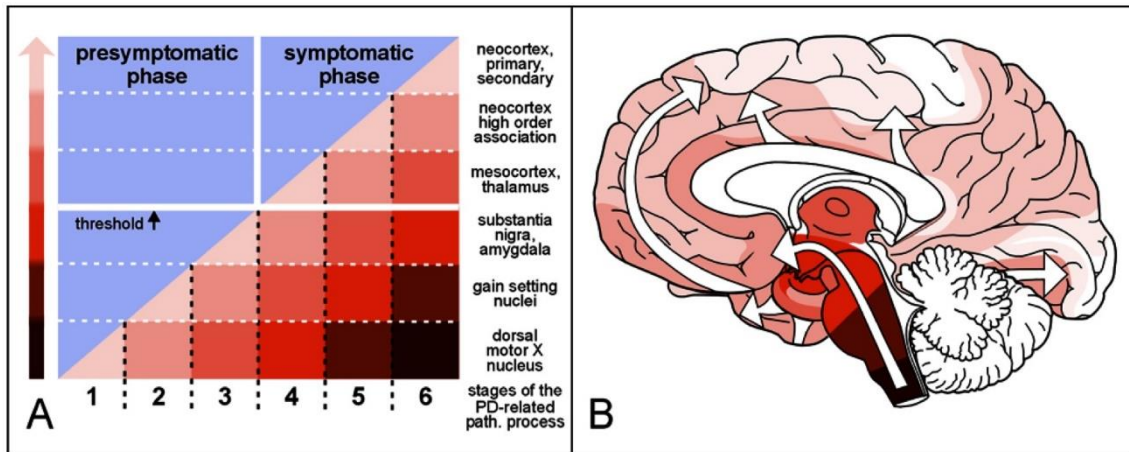 presymptomatic
phase
symptomatic
phase
neocortex,
primary,
secondary
neocortex
high order
association
mesocortex,
thalamus
threshold
substantia
nigra,
amygdala
gain setting
nuclei
dorsal
motor X
nucleus
1 2 3 4 5 6
stages of the
PD-related
path. process
A
B